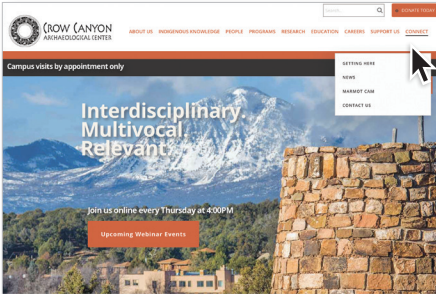 Search...
DONATE TODAY
CROW CANYON
ARCHAEOLOGICAL CENTER
ABOUT US INDIGENOUS KNOWLEDGE PEOPLE PROGRAMS RESEARCH EDUCATION CAREERS SUPPORT US CONNECT
Campus visits by appointment only
GETTING HERE
NEWS
MARMOT CAM
CONTACT US
Interdisciplinary.
Multivocal.
Relevant.
Join us online every Thursday at 4:00PM
Upcoming Webinar Events